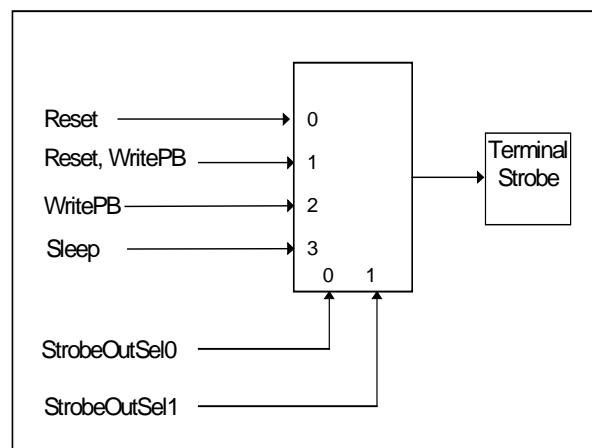 Reset
0
Reset, WritePB
1
WritePB
2
Sleep
3
0 1
Terminal
Strobe
StrobeOutSel0
StrobeOutSel1